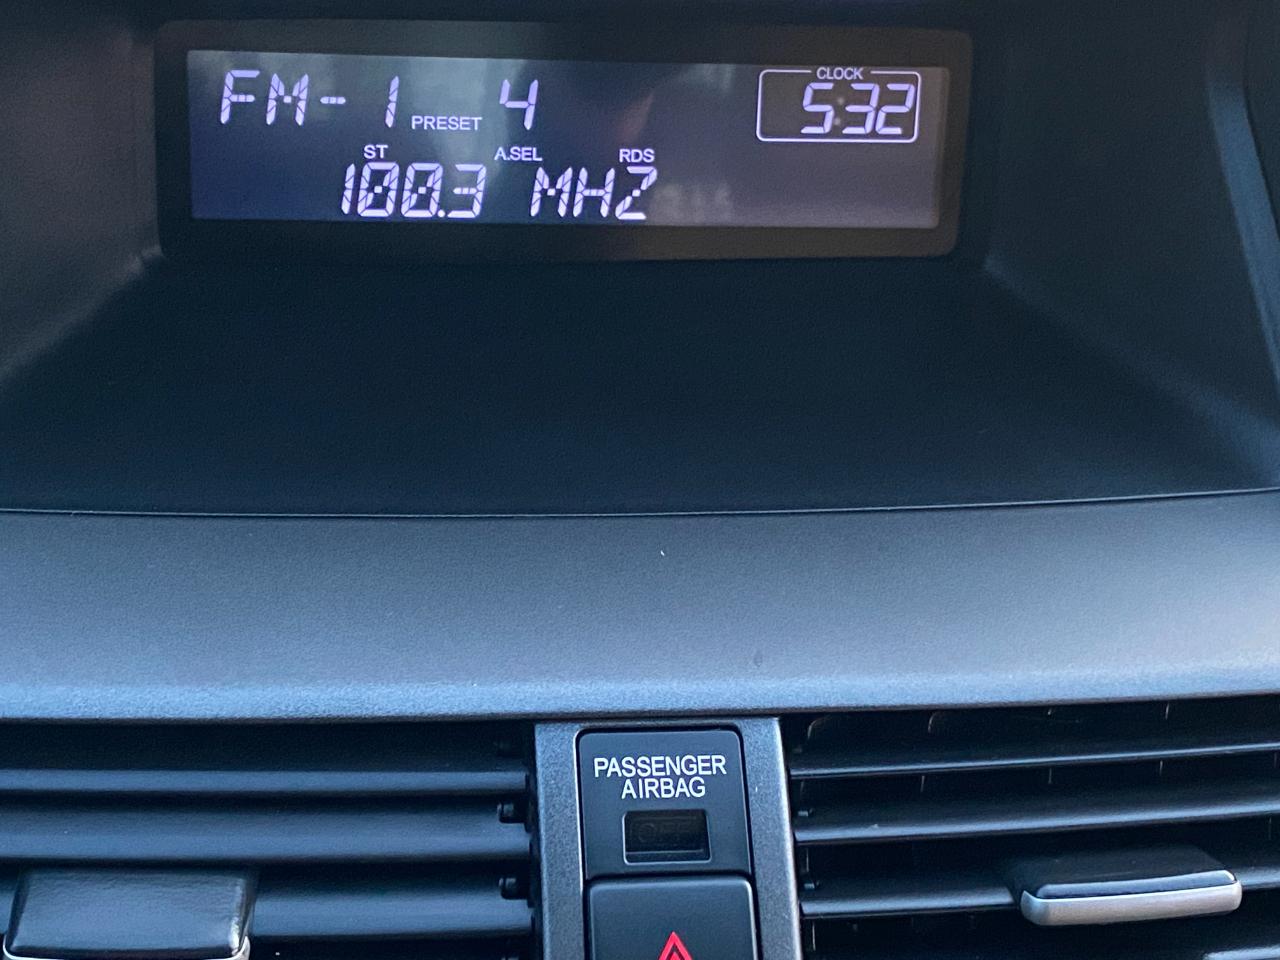 FM-1 PRESET 4
CLOCK
5:32
ST A.SEL RDS
100.3 MHZ
PASSENGER
AIRBAG
OFF